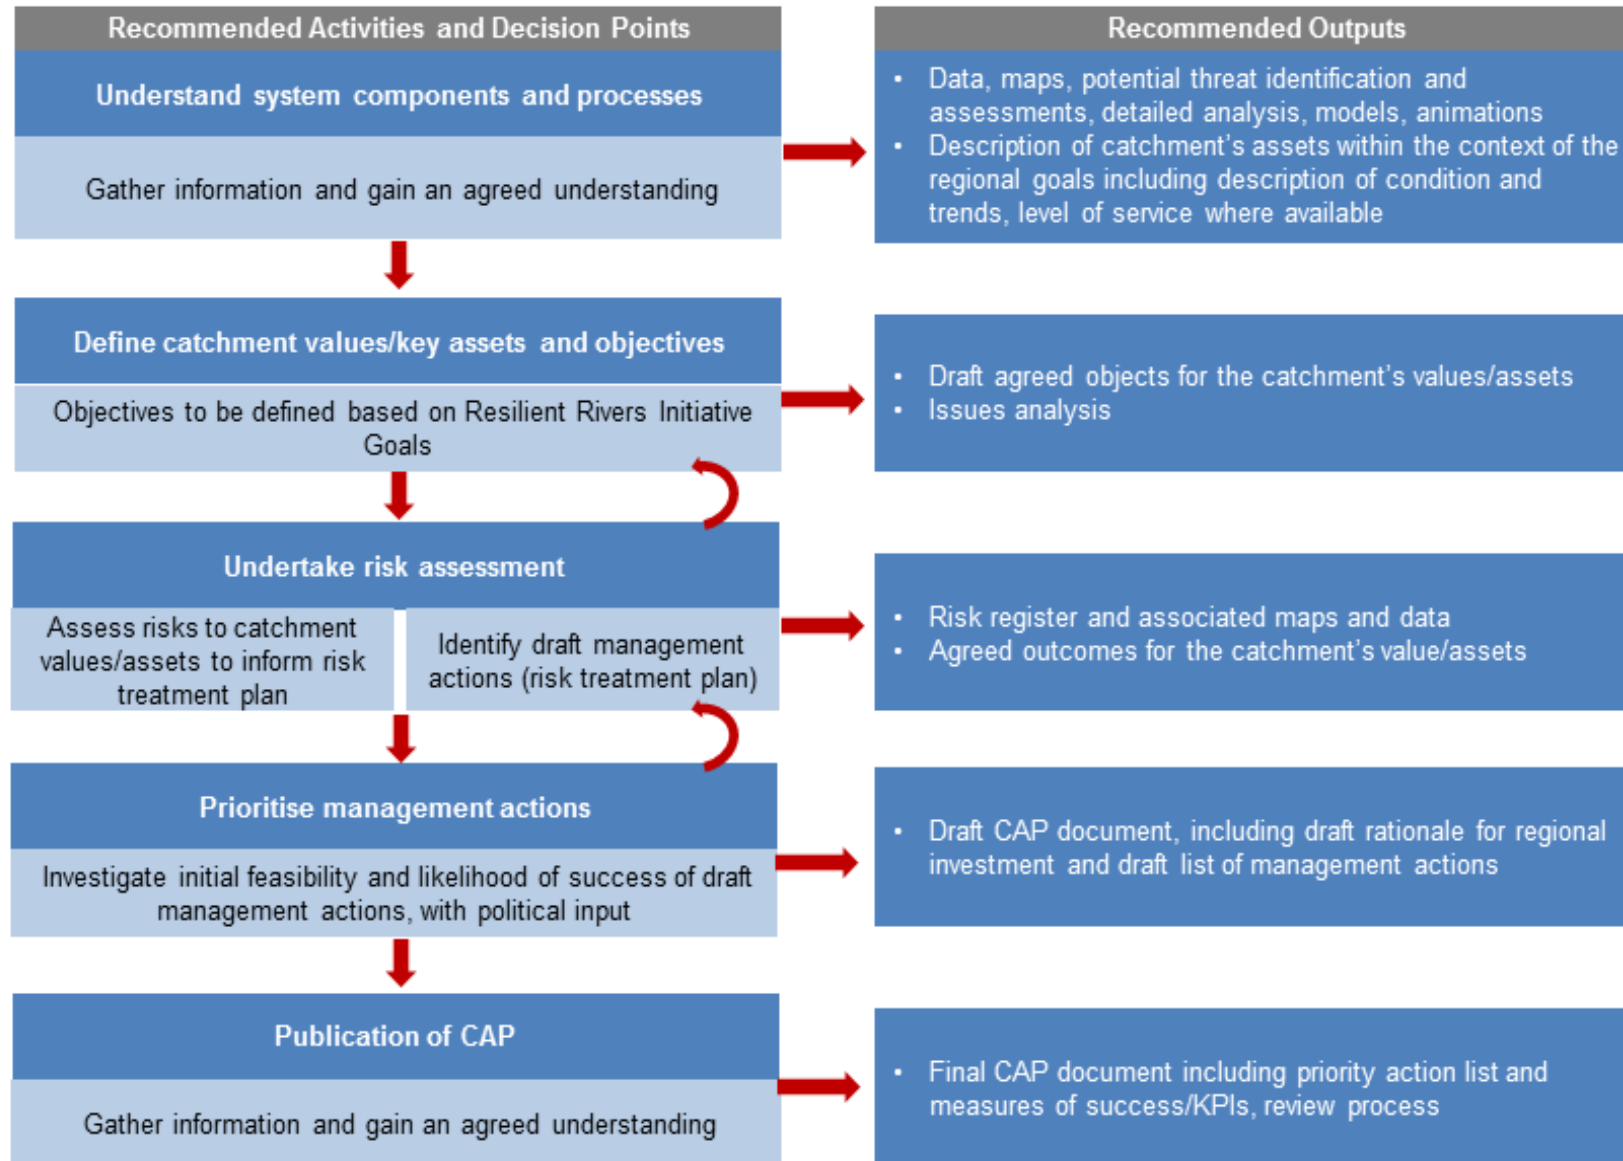 Recommended Activities and Decision Points
Recommended Outputs
Understand system components and processes
Gather information and gain an agreed understanding
• Data, maps, potential threat identification and
assessments, detailed analysis, models, animations
• Description of catchment's assets within the context of the
regional goals including description of condition and
trends, level of service where available
Define catchment values/key assets and objectives
Objectives to be defined based on Resilient Rivers Initiative
Goals
• Draft agreed objects for the catchment's values/assets
• Issues analysis
Undertake risk assessment
Assess risks to catchment
values/assets to inform risk
treatment plan
Identify draft management
actions (risk treatment plan)
• Risk register and associated maps and data
• Agreed outcomes for the catchment's value/assets
Prioritise management actions
Investigate initial feasibility and likelihood of success of draft
management actions, with political input
• Draft CAP document, including draft rationale for regional
investment and draft list of management actions
Publication of CAP
Gather information and gain an agreed understanding
• Final CAP document including priority action list and
measures of success/KPIs, review process